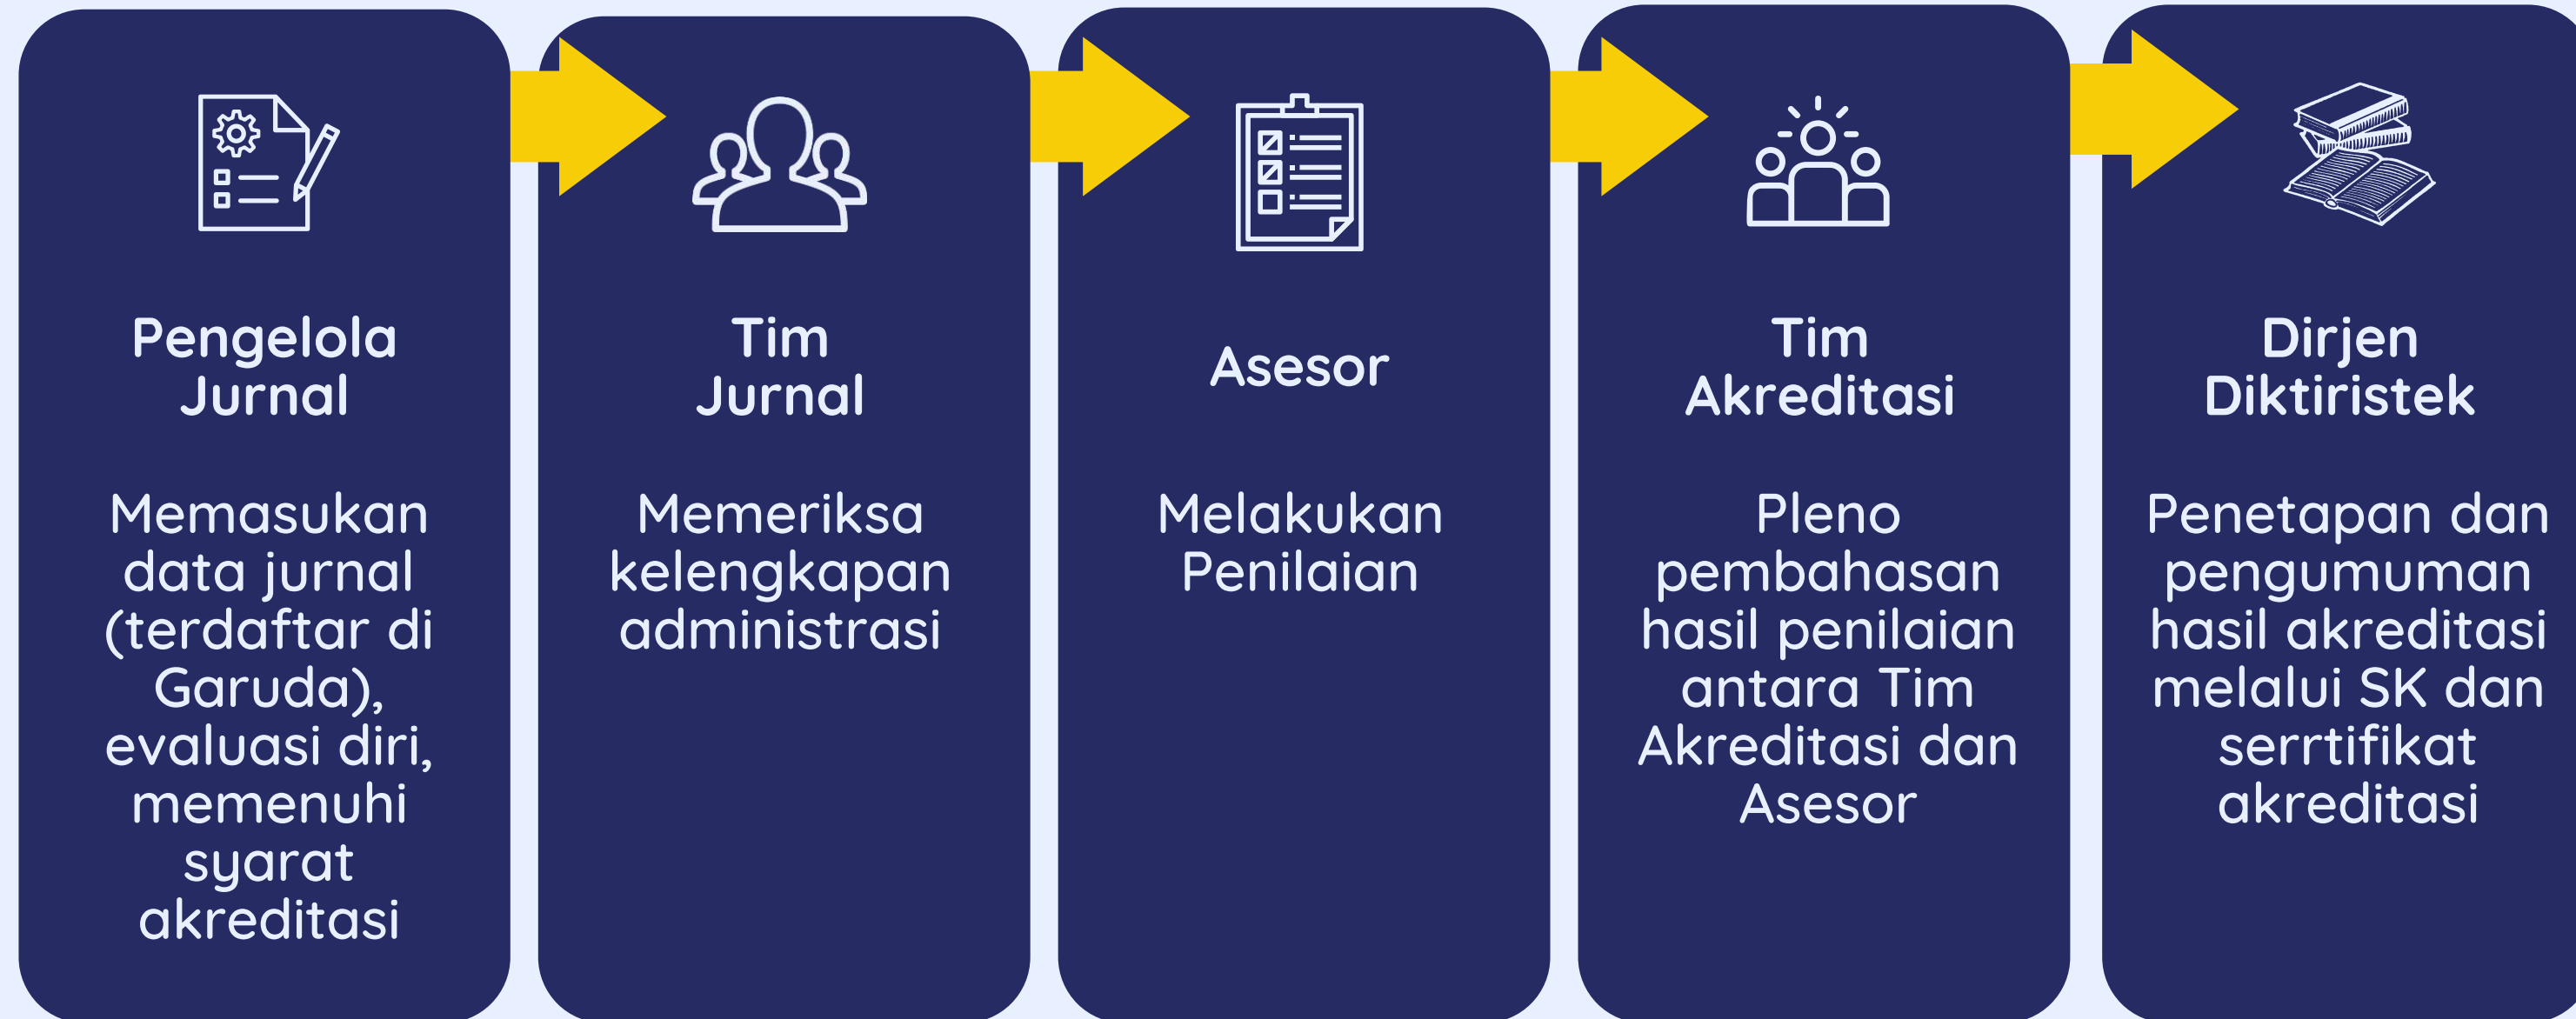 Pengelola
Jurnal
Memasukan
data jurnal
(terdaftar di
Garuda),
evaluasi diri,
memenuhi
syarat
akreditasi
Tim
Jurnal
Memeriksa
kelengkapan
administrasi
Asesor
Melakukan
Penilaian
Tim
Akreditasi
Pleno
pembahasan
hasil penilaian
antara Tim
Akreditasi dan
Asesor
Dirjen
Diktiristek
Penetapan dan
pengumuman
hasil akreditasi
melalui SK dan
serrtifikat
akreditasi